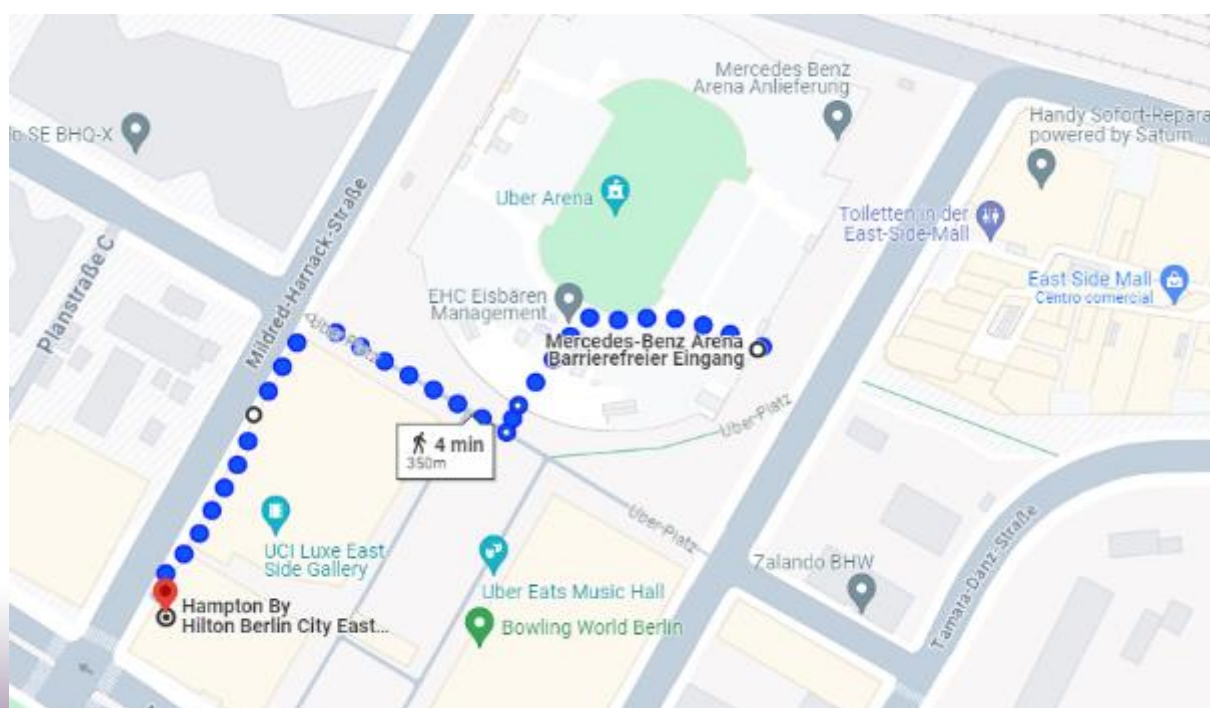 Mercedes Benz
Arena Anlieferung
Handy Sofort-Repara
powered by Saturn ...
SE BHQ-X
Uber Arena
Toiletten in der
East-Side-Mall
Mildred-Harnack-Straße
Planstraße C
East Side Mall
Centro comercial
EHC Eisbären
Management
Uber-Platz
Mercedes-Benz Arena
Barrierefreier Eingang
Uber-Platz
4 min
350m
UCI Luxe East
Side Gallery
Uber-Platz
Tamara-Danz-Straße
Uber Eats Music Hall
Zalando BHW
Hampton By
Hilton Berlin City East...
Bowling World Berlin